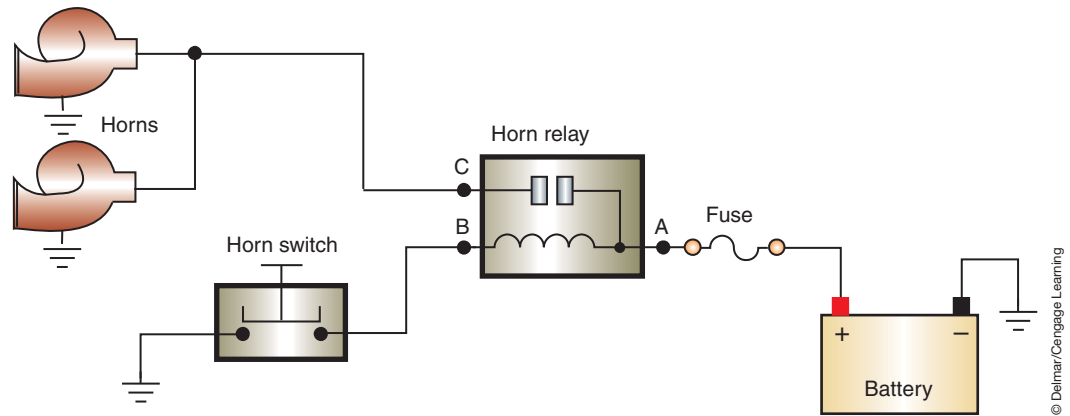 Horns
Horn relay
C
B
A
Fuse
Horn switch
+
−
Battery
© Delmar/Cengage Learning